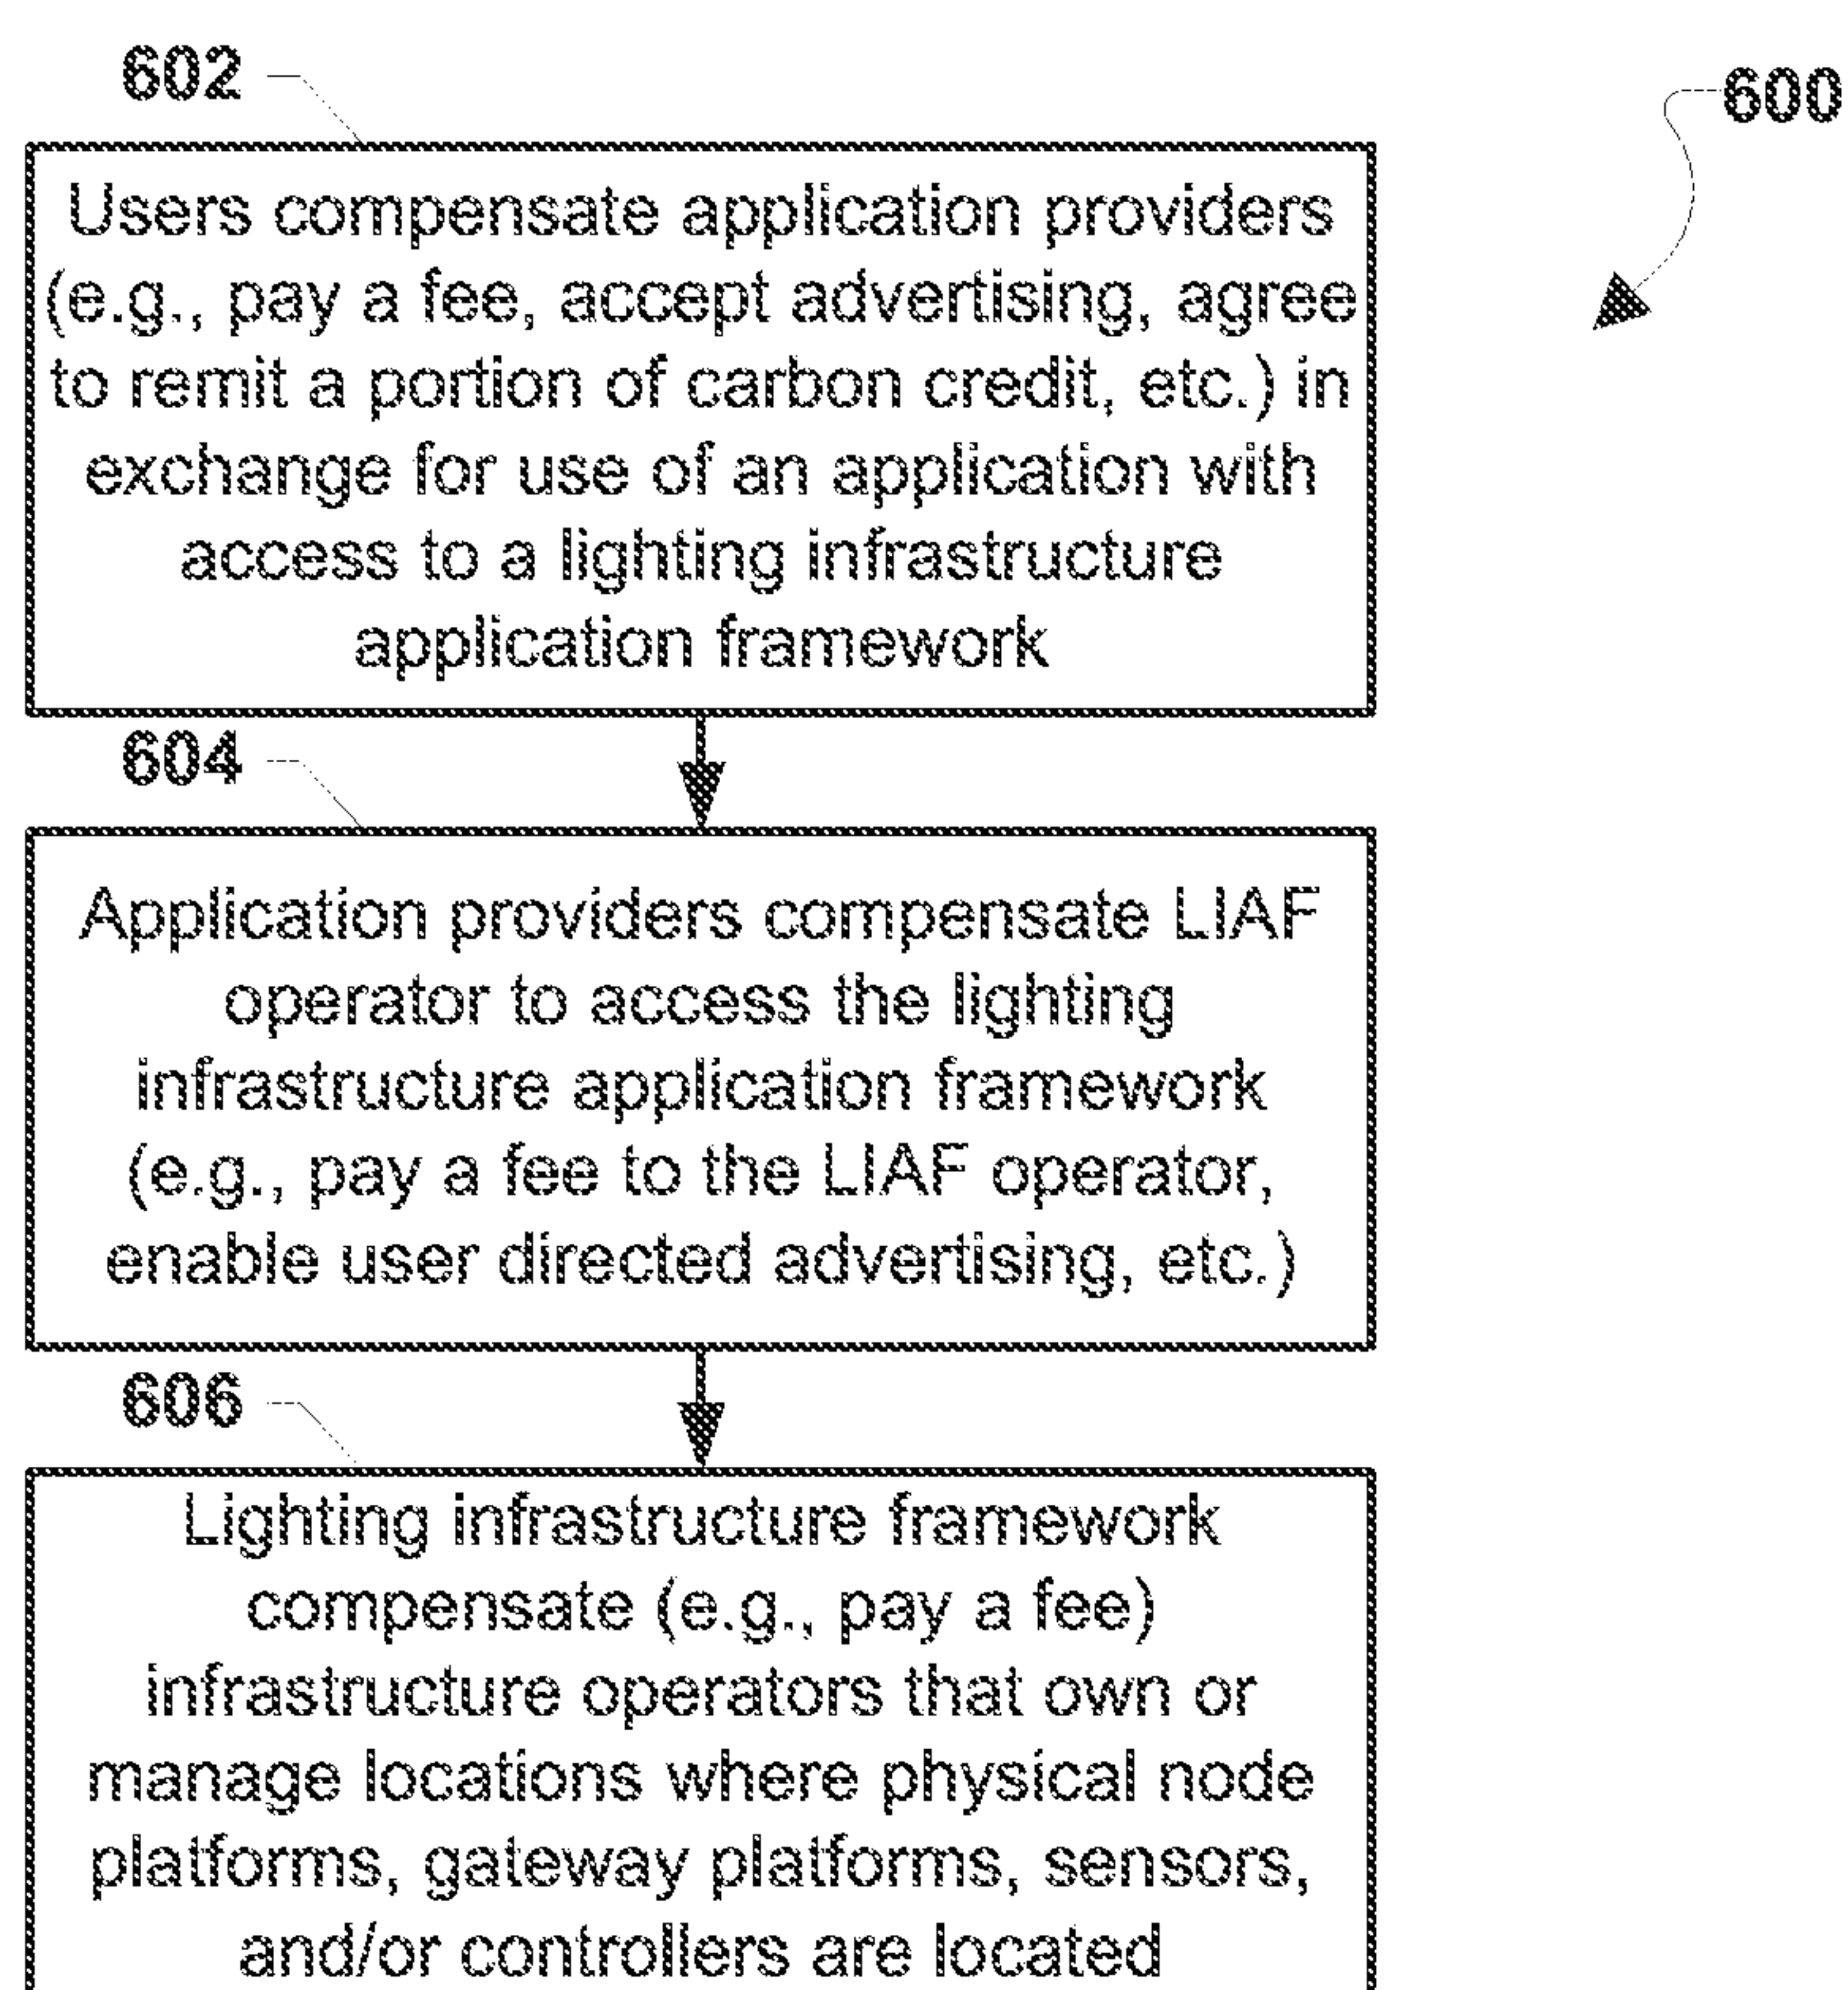 602
600
Users compensate application providers
(e.g., pay a fee, accept advertising, agree
to remit a portion of carbon credit, etc.) in
exchange for use of an application with
access to a lighting infrastructure
application framework
604
Application providers compensate LIAF
operator to access the lighting
infrastructure application framework
(e.g., pay a fee to the LIAF operator,
enable user directed advertising, etc.)
606
Lighting infrastructure framework
compensate (e.g., pay a fee)
infrastructure operators that own or
manage locations where physical node
platforms, gateway platforms, sensors,
and/or controllers are located